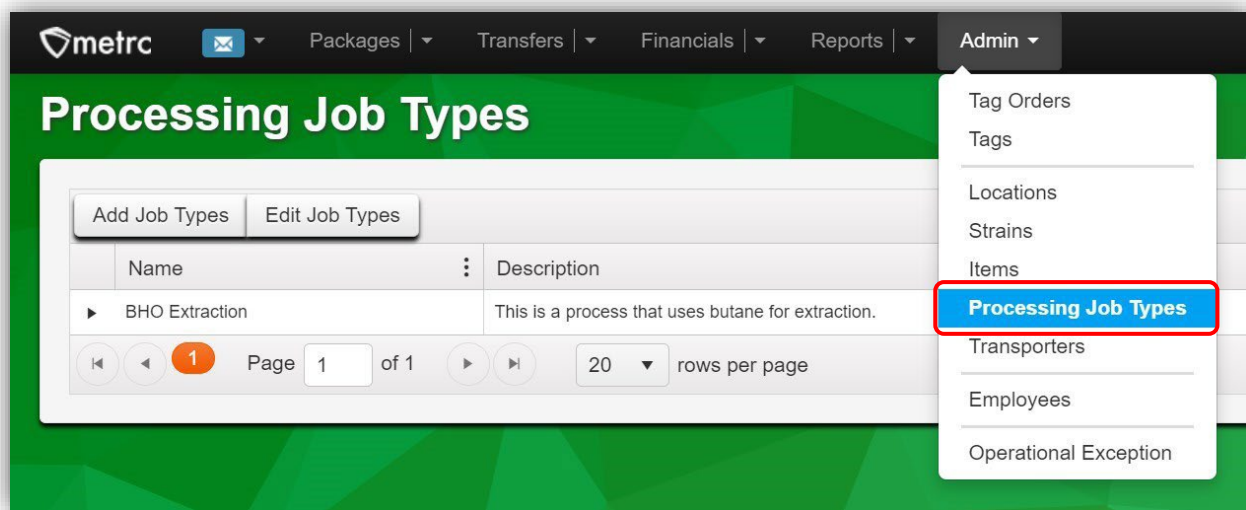 metrc Packages Transfers Financials Reports Admin
Processing Job Types
Tag Orders
Tags
Locations
Strains
Items
Processing Job Types
Transporters
Employees
Operational Exception
Add Job Types Edit Job Types
Name Description
BHO Extraction This is a process that uses butane for extraction.
1 Page 1 of 1 20 rows per page